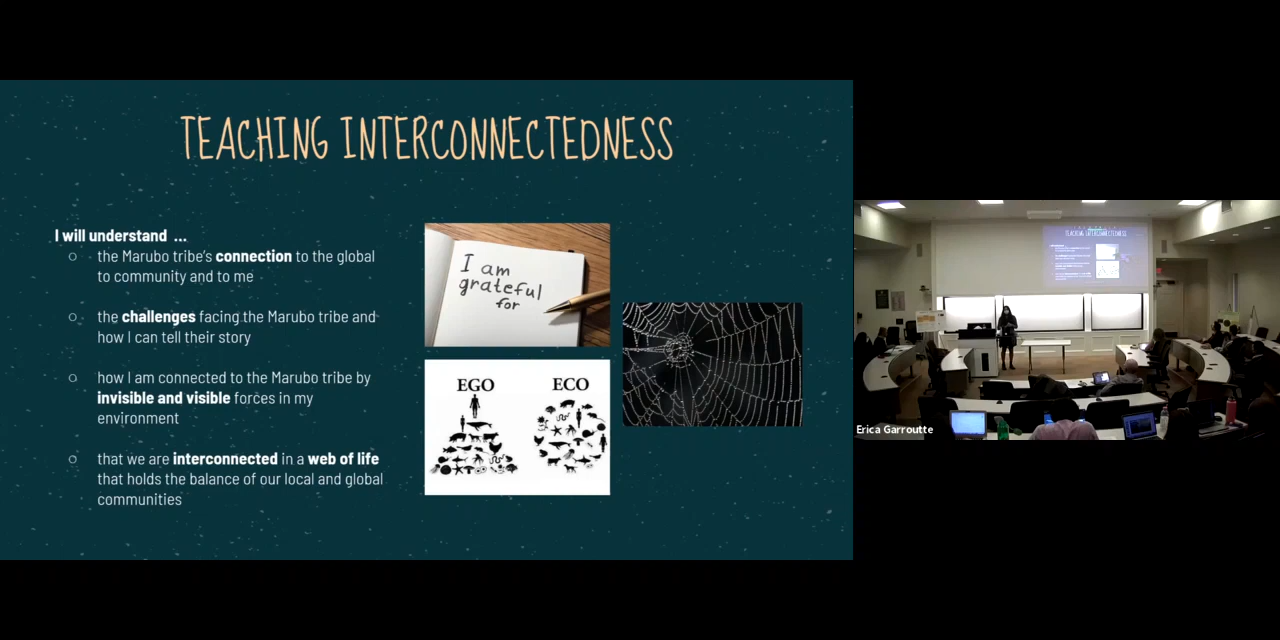 TEACHING INTERCONNECTEDNESS
I will understand ...
the Marubo tribe's connection to the global
to community and to me
the challenges facing the Marubo tribe and
how I can tell their story
how I am connected to the Marubo tribe by
invisible and visible forces in my
environment
that we are interconnected in a web of life
that holds the balance of our local and global
communities
I am
grateful
for
EGO
ECO
TEACHING INTERCONNECTEDNESS
Erica Garroutte